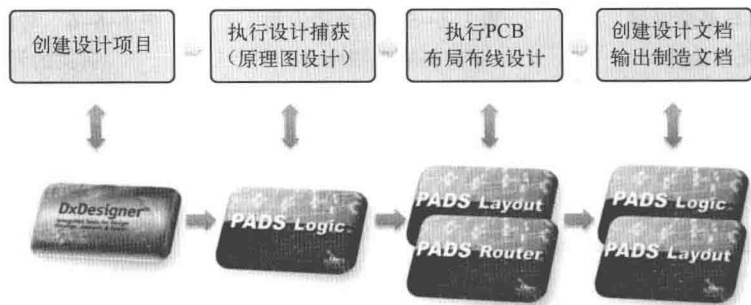 创建设计项目
执行设计捕获
（原理图设计）
执行PCB
布局布线设计
创建设计文档
输出制造文档
DxDesigner
PADS Logic
PADS Layout
PADS Router
PADS Logic
PADS Layout